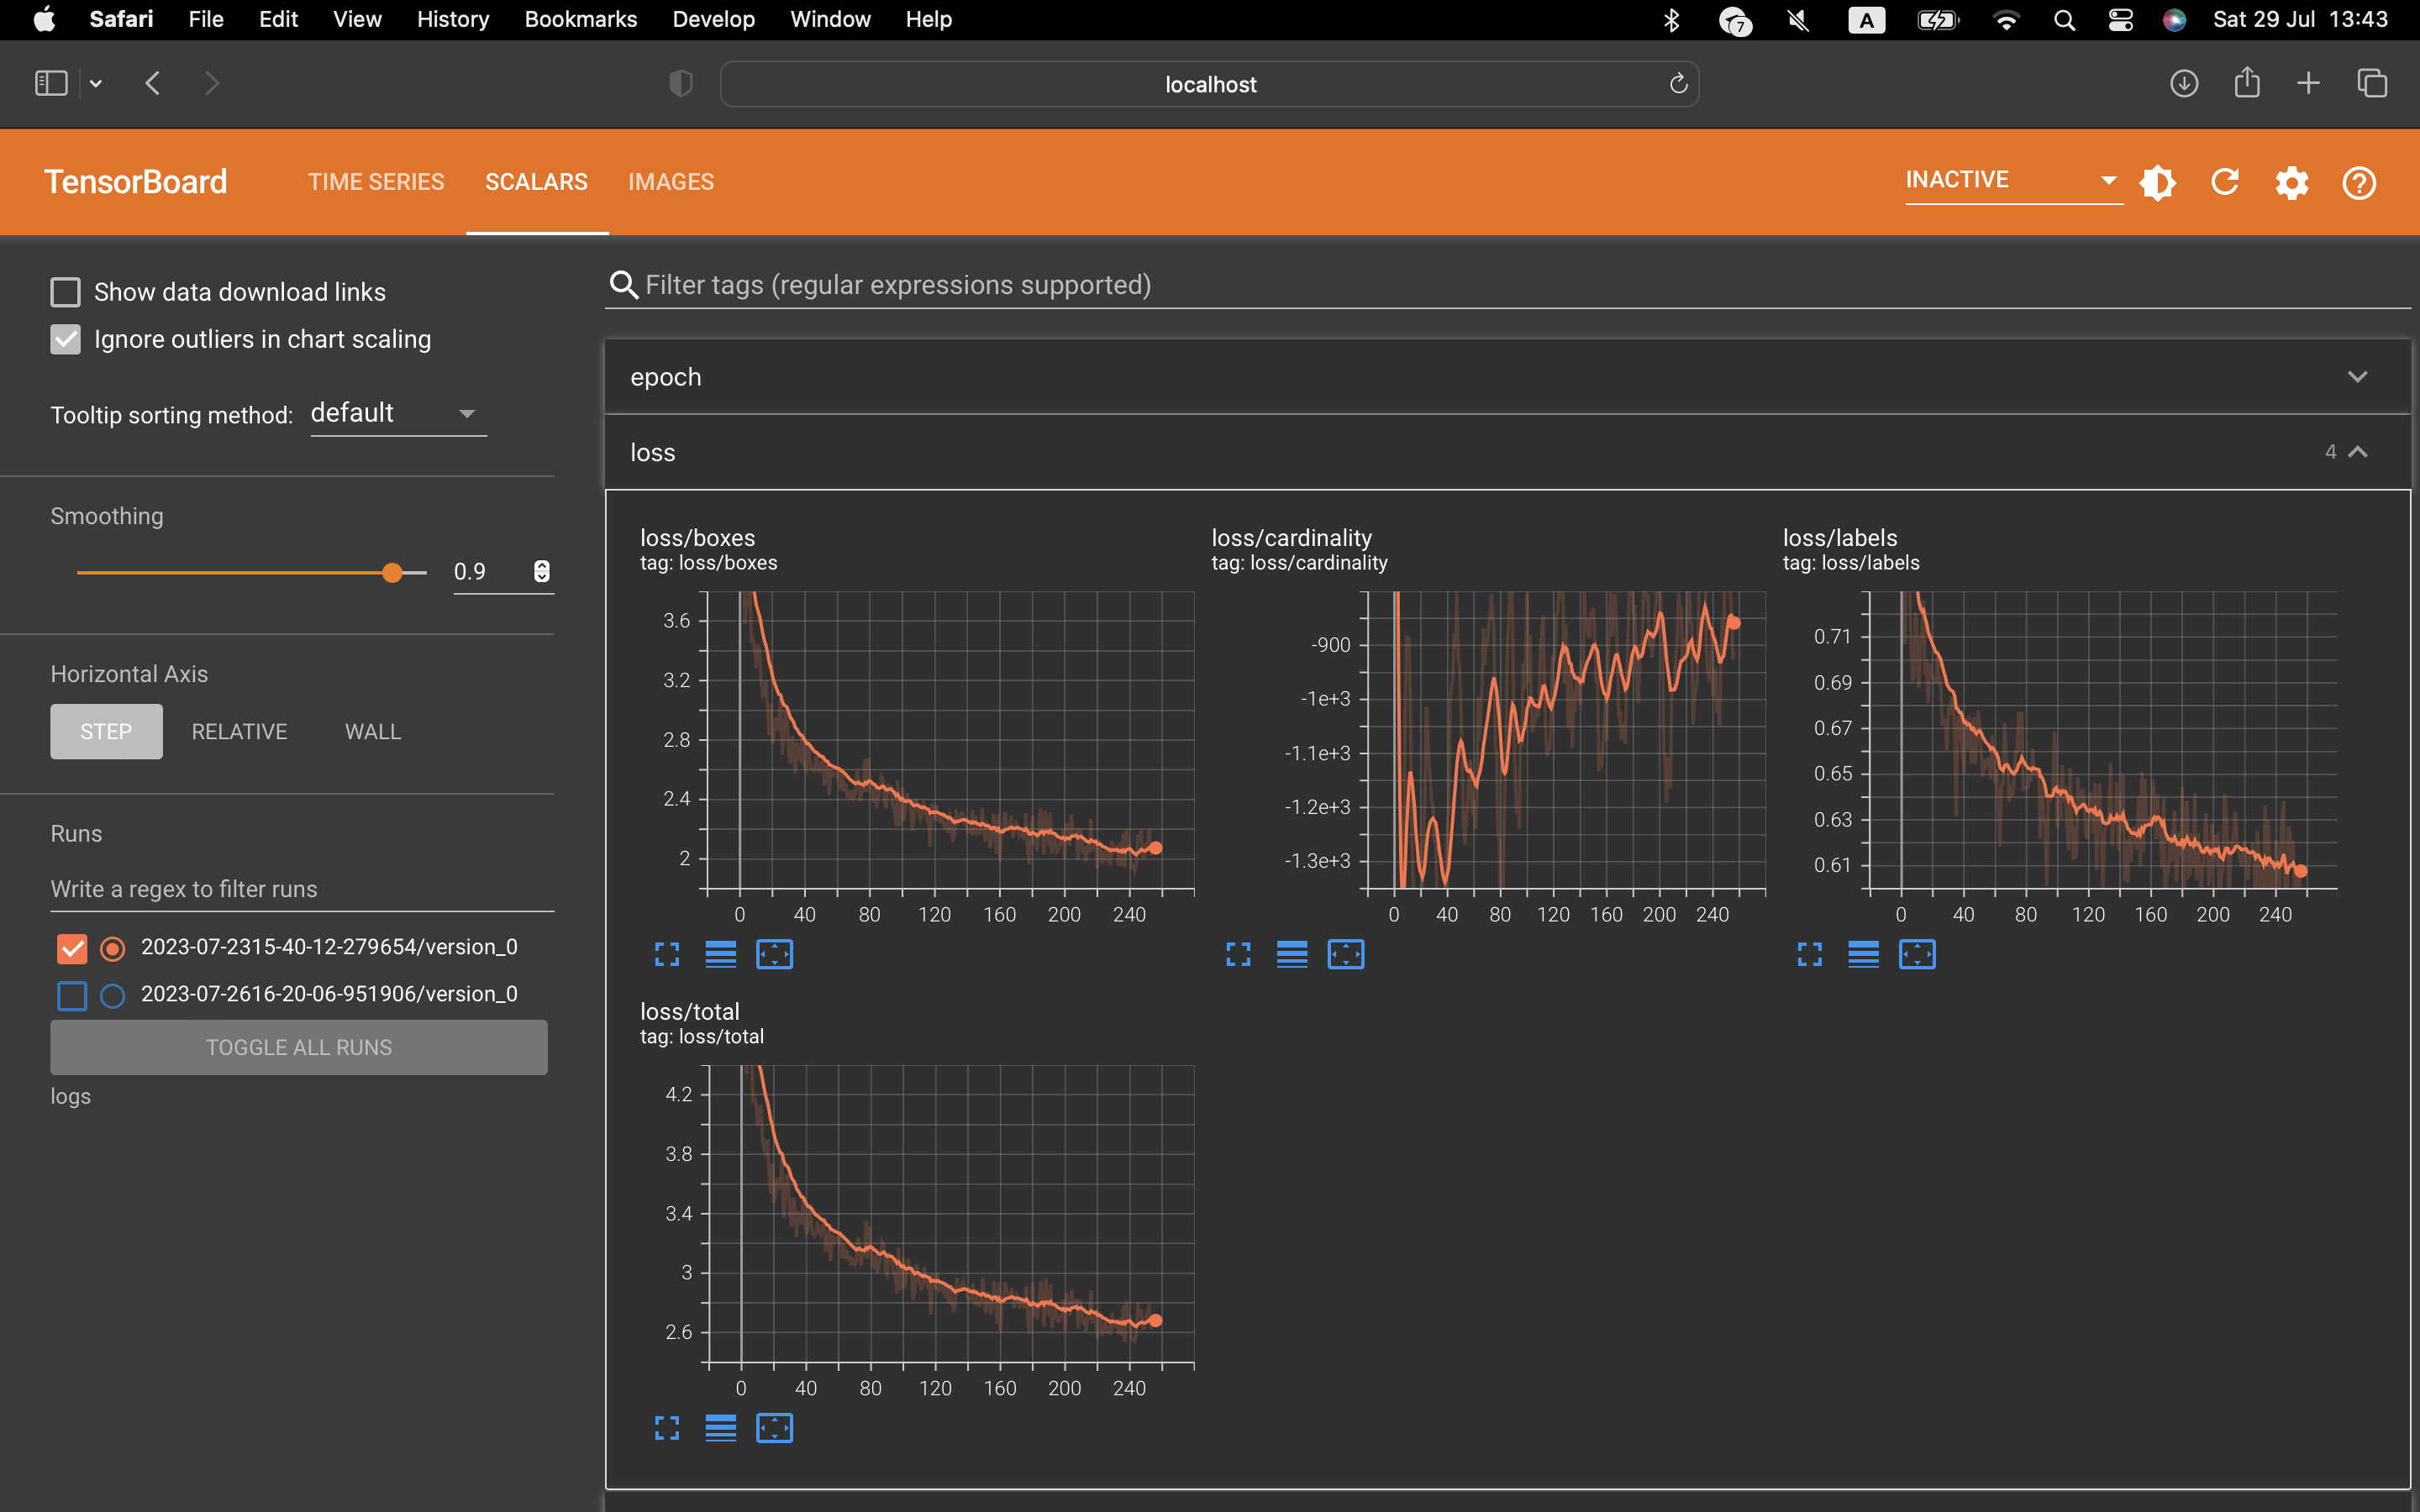 Safari File Edit View History Bookmarks Develop Window Help 7 A Sat 29 Jul 13:43
localhost
TensorBoard TIME SERIES SCALARS IMAGES INACTIVE
Show data download links
Ignore outliers in chart scaling
Tooltip sorting method: default
Smoothing
0.9
Horizontal Axis
STEP RELATIVE WALL
Runs
Write a regex to filter runs
2023-07-2315-40-12-279654/version_0
2023-07-2616-20-06-951906/version_0
TOGGLE ALL RUNS
logs
Filter tags (regular expressions supported)
epoch
loss 4
loss/boxes
tag: loss/boxes
3.6
3.2
2.8
2.4
2
0 40 80 120 160 200 240
loss/cardinality
tag: loss/cardinality
-900
-1e+3
-1.1e+3
-1.2e+3
-1.3e+3
0 40 80 120 160 200 240
loss/labels
tag: loss/labels
0.71
0.69
0.67
0.65
0.63
0.61
0 40 80 120 160 200 240
loss/total
tag: loss/total
4.2
3.8
3.4
3
2.6
0 40 80 120 160 200 240